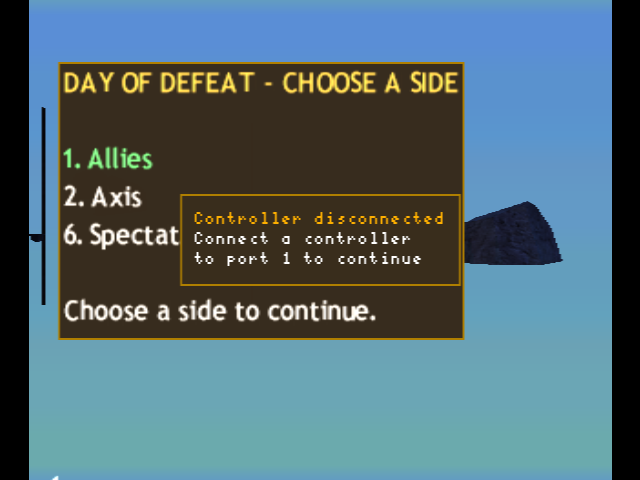 DAY OF DEFEAT - CHOOSE A SIDE
1. Allies
2. Axis
6. Spectat
Controller disconnected
Connect a controller
to port 1 to continue
Choose a side to continue.